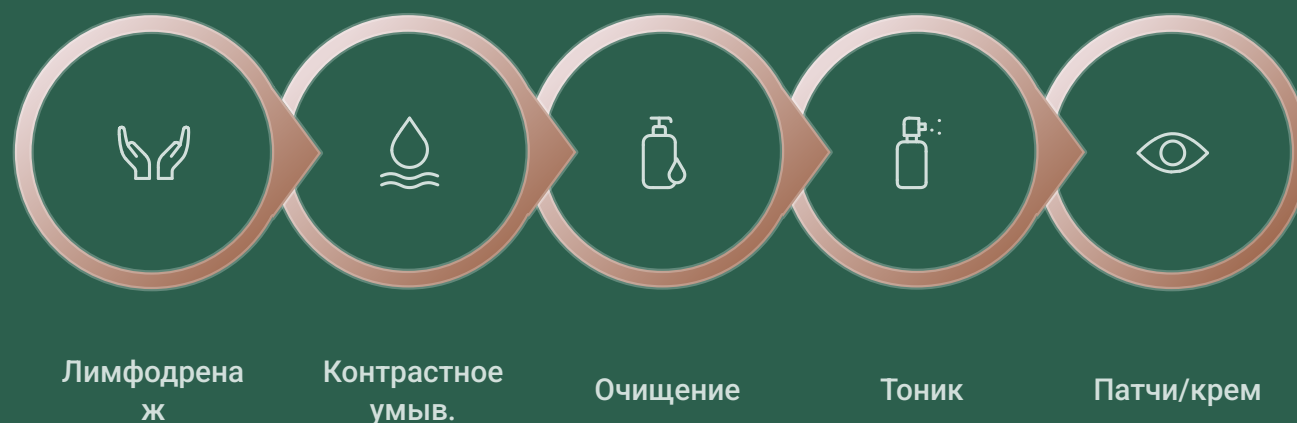 Лимфодрена
ж
Контрастное
умыв.
Очищение
Тоник
Патчи/крем